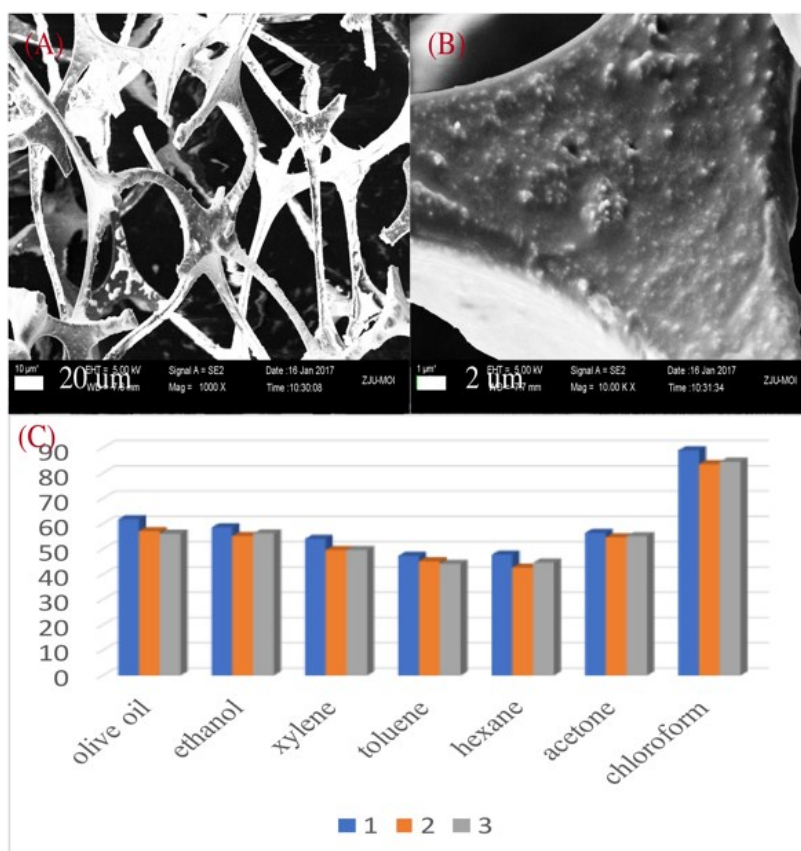 (A)
(B)
10 µm*
20 um
EHT = 5.00 kV
Signal A = SE2
Date :16 Jan 2017
Mag = 1000 X
Time :10:30:08
ZJU-MOI
1 µm*
2 um
EHT = 5.00 kV
Signal A = SE2
Date :16 Jan 2017
Mag = 10.00 K X
Time :10:31:34
ZJU-MOI
(C)
90
80
70
60
50
40
30
20
10
0
olive oil
ethanol
xylene
toluene
hexane
acetone
chloroform
1
2
3